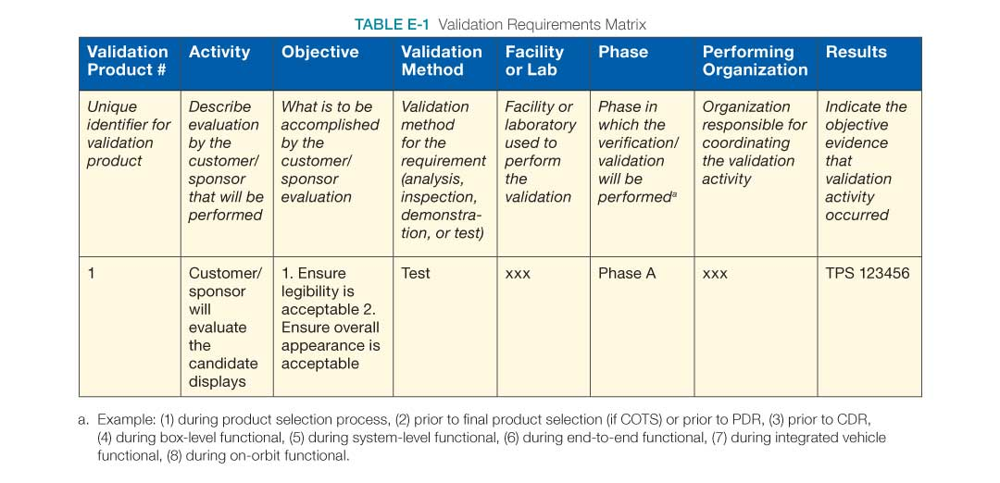 TABLE E-1 Validation Requirements Matrix
Validation Product #
Activity
Objective
Validation Method
Facility or Lab
Phase
Performing Organization
Results
Unique identifier for validation product
Describe evaluation by the customer/ sponsor that will be performed
What is to be accomplished by the customer/ sponsor evaluation
Validation method for the requirement (analysis, inspection, demonstra-tion, or test)
Facility or laboratory used to perform the validation
Phase in which the verification/ validation will be performedª
Organization responsible for coordinating the validation activity
Indicate the objective evidence that validation activity occurred
1
Customer/ sponsor will evaluate the candidate displays
1. Ensure legibility is acceptable 2. Ensure overall appearance is acceptable
Test
xxx
Phase A
xxx
TPS 123456
a. Example: (1) during product selection process, (2) prior to final product selection (if COTS) or prior to PDR, (3) prior to CDR,
(4) during box-level functional, (5) during system-level functional, (6) during end-to-end functional, (7) during integrated vehicle
functional, (8) during on-orbit functional.